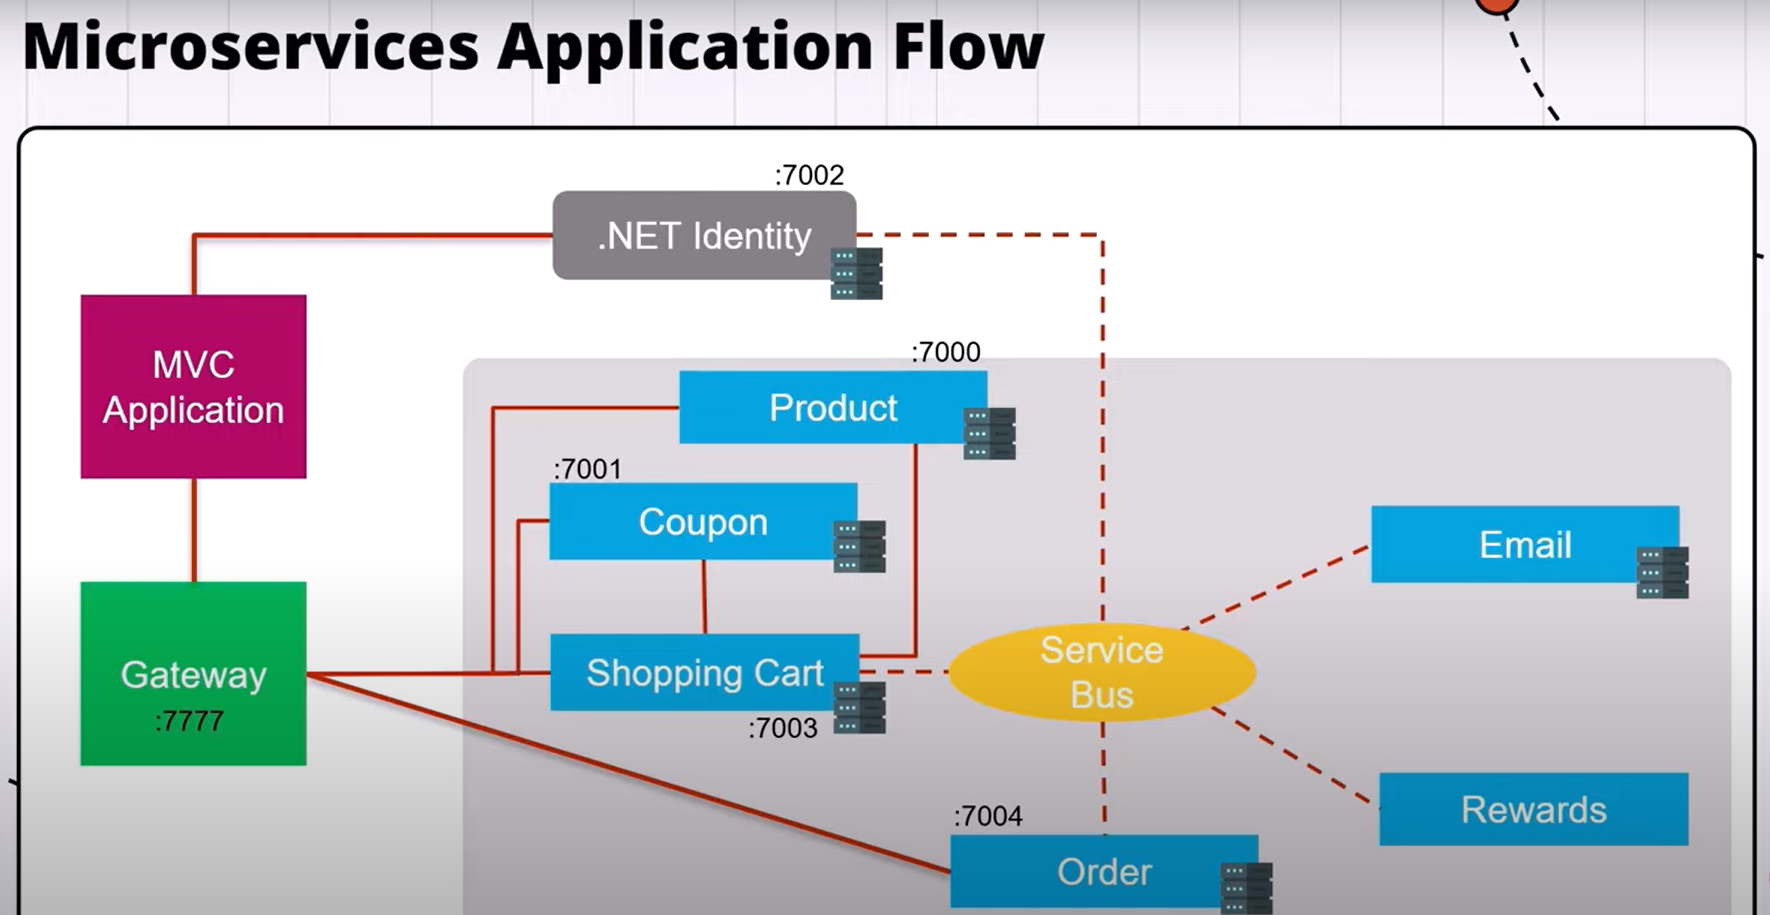 Microservices Application Flow
:7002
.NET Identity
MVC
Application
:7000
Product
:7001
Coupon
Email
Gateway
:7777
Shopping Cart
:7003
Service
Bus
:7004
Order
Rewards